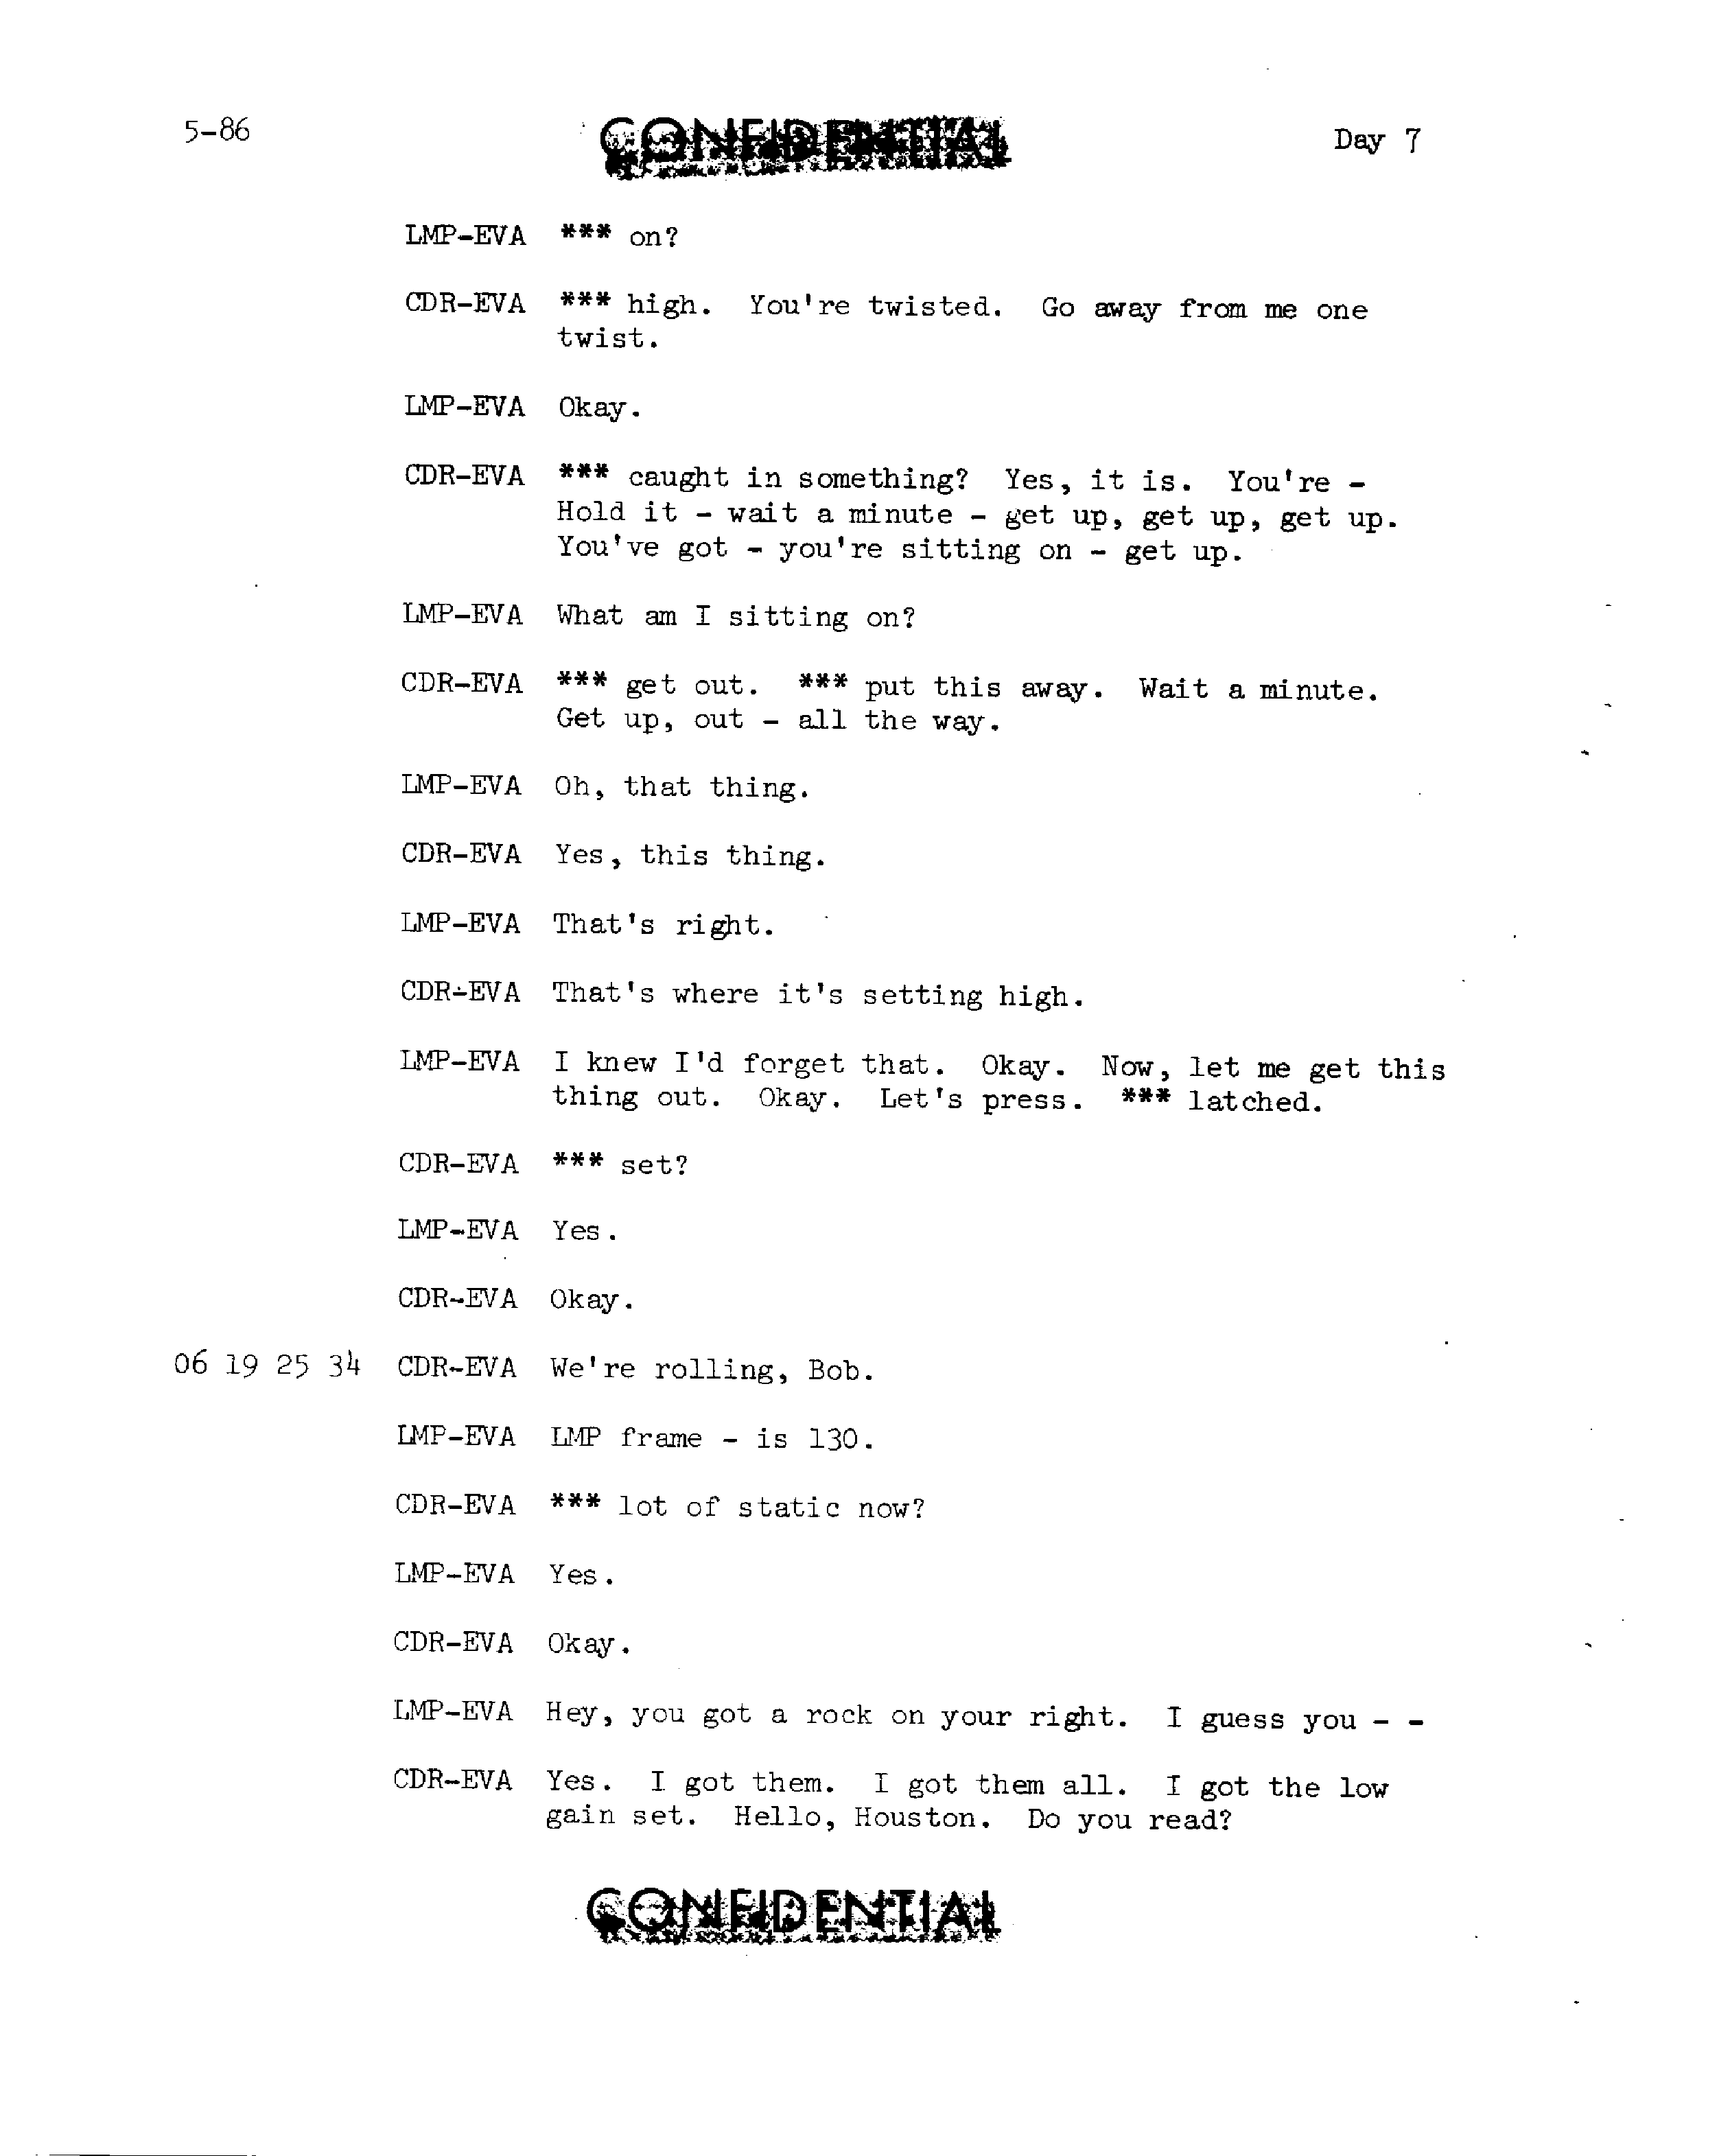 5-86 CONFIDENTIAL Day 7
LMP-EVA *** on?
CDR-EVA *** high. You're twisted. Go away from me one
twist.
LMP-EVA Okay.
CDR-EVA *** caught in something? Yes, it is. You're -
Hold it - wait a minute - get up, get up, get up.
You've got - you're sitting on - get up.
LMP-EVA What am I sitting on?
CDR-EVA *** get out. *** put this away. Wait a minute.
Get up, out - all the way.
LMP-EVA Oh, that thing.
CDR-EVA Yes, this thing.
LMP-EVA That's right.
CDR-EVA That's where it's setting high.
LMP-EVA I knew I'd forget that. Okay. Now, let me get this
thing out. Okay. Let's press. *** latched.
CDR-EVA *** set?
LMP-EVA Yes.
CDR-EVA Okay.
06 19 25 34 CDR-EVA We're rolling, Bob.
LMP-EVA LMP frame - is 130.
CDR-EVA *** lot of static now?
LMP-EVA Yes.
CDR-EVA Okay.
LMP-EVA Hey, you got a rock on your right. I guess you - -
CDR-EVA Yes. I got them. I got them all. I got the low
gain set. Hello, Houston. Do you read?
CONFIDENTIAL